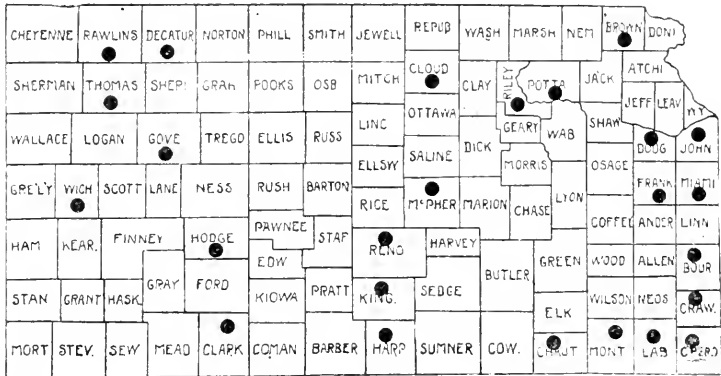 CHEYENNE RAWLINS DECATUR NORTON PHILL SMITH JEWELL REPUB WASH MARSH NEM BROWN DONI
SHERMAN THOMAS SHERI GRAH ROOKS OSB MITCH CLOUD CLAY RILEY POTTA JACK ATCHI
WALLACE LOGAN GOVE TREGO ELLIS RUSS LINC OTTAWA DICK GEARY WAB SHAW JEFF LEAV WY
GRE'L'Y WICH SCOTT LANE NESS RUSH BARTON ELLSW SALINE MORRIS OSAGE DOUG JOHN
HAM KEAR. FINNEY HODGE PAWNEE STAF RICE McPHER MARION CHASE LYON FRANK MIAMI
EDW RENO HARVEY COFFEE ANDER LINN
STAN GRANT HASK GRAY FORD KIOWA PRATT KING. SEDGE BUTLER GREEN WOOD ALLEN BOUR
ELK WILSON NEOS CRAW.
MORT STEV. SEW MEAD CLARK COMAN BARBER HARP SUMNER COW. CHAUT MONT LAB